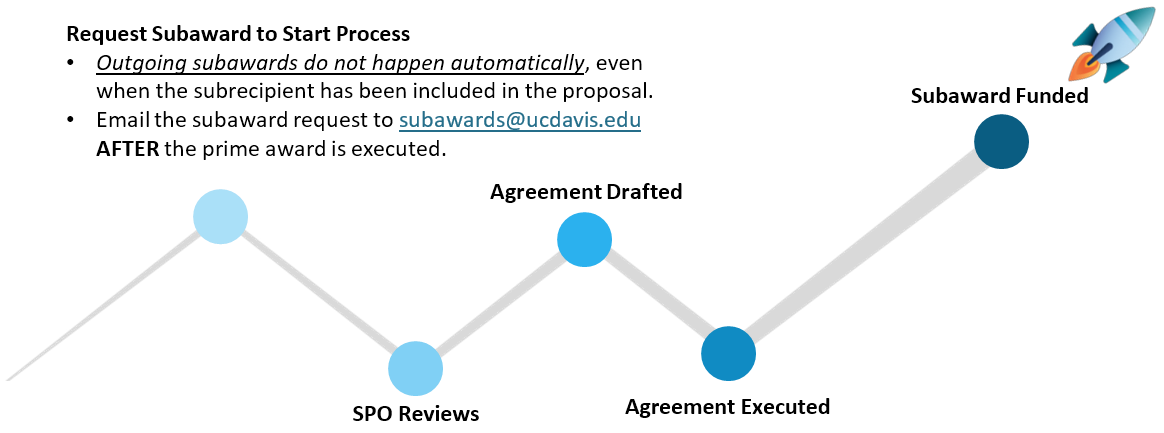 Request Subaward to Start Process
• Outgoing subawards do not happen automatically, even
when the subrecipient has been included in the proposal.
• Email the subaward request to subawards@ucdavis.edu
AFTER the prime award is executed.
Subaward Funded
Agreement Drafted
SPO Reviews
Agreement Executed